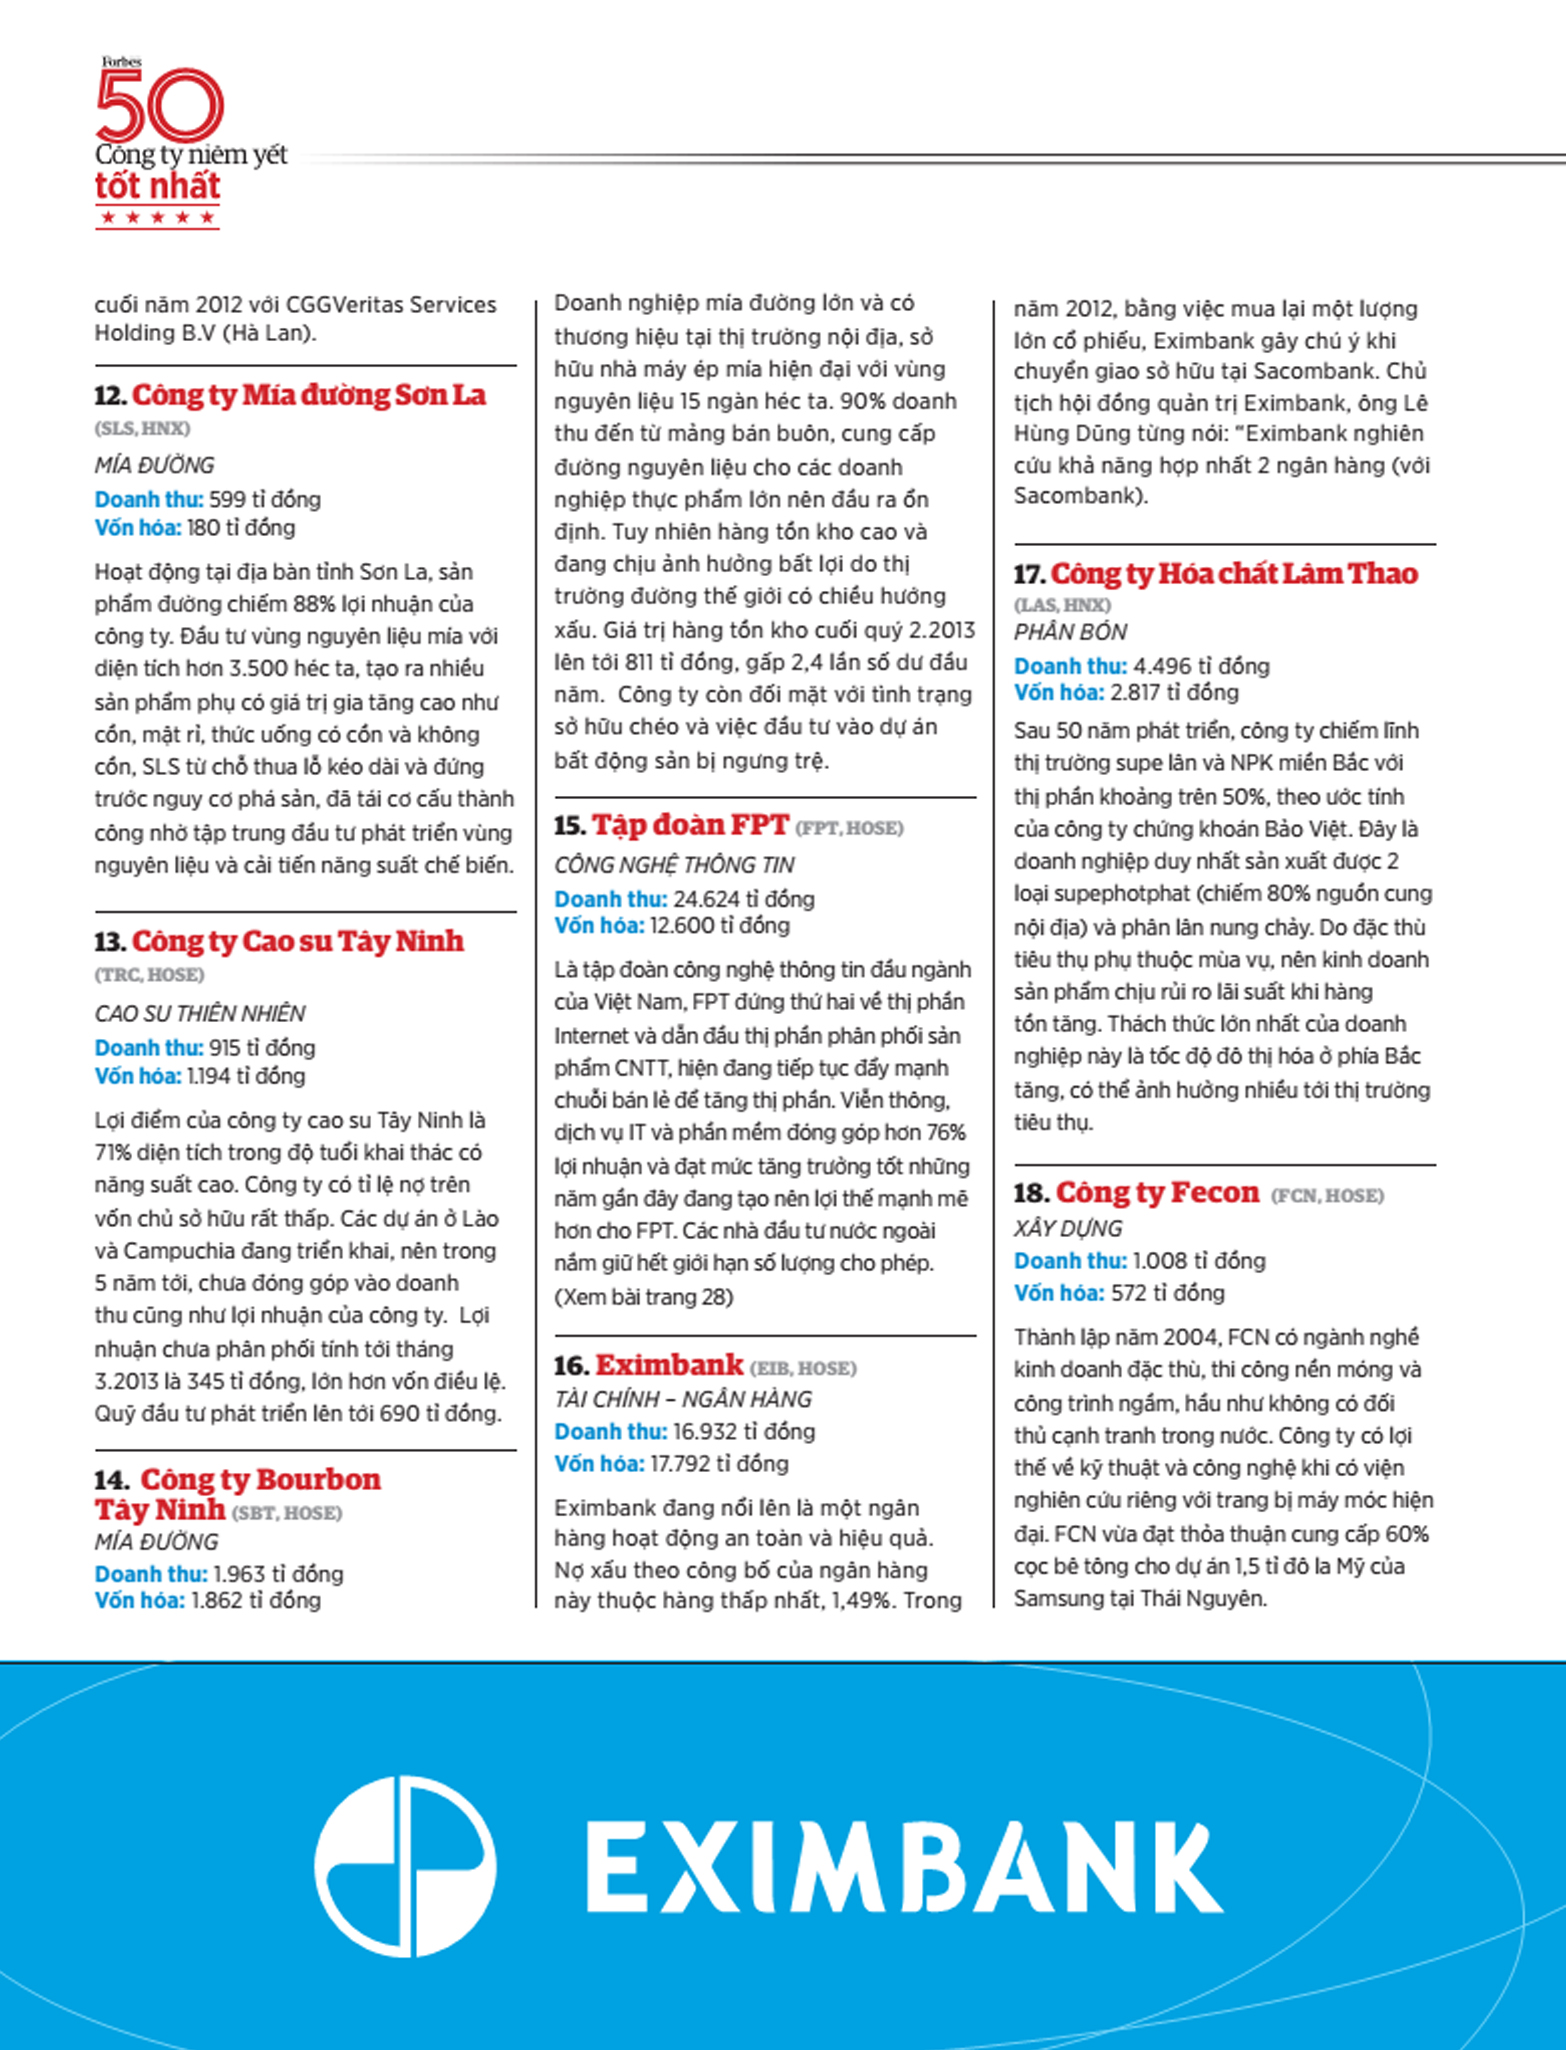 Forbes
50
Công ty niêm yết
tốt nhất
cuối năm 2012 với CGGVeritas Services
Holding B.V (Hà Lan).
12. Công ty Mía đường Sơn La
(SLS, HNX)
MÍA ĐƯỜNG
Doanh thu: 599 tỉ đồng
Vốn hóa: 180 tỉ đồng
Hoạt động tại địa bàn tỉnh Sơn La, sản
phẩm đường chiếm 88% lợi nhuận của
công ty. Đầu tư vùng nguyên liệu mía với
diện tích hơn 3.500 héc ta, tạo ra nhiều
sản phẩm phụ có giá trị gia tăng cao như
cồn, mật rỉ, thức uống có cồn và không
cồn, SLS từ chỗ thua lỗ kéo dài và đứng
trước nguy cơ phá sản, đã tái cơ cấu thành
công nhờ tập trung đầu tư phát triển vùng
nguyên liệu và cải tiến năng suất chế biến.
13. Công ty Cao su Tây Ninh
(TRC, HOSE)
CAO SU THIÊN NHIÊN
Doanh thu: 915 tỉ đồng
Vốn hóa: 1.194 tỉ đồng
Lợi điểm của công ty cao su Tây Ninh là
71% diện tích trong độ tuổi khai thác có
năng suất cao. Công ty có tỉ lệ nợ trên
vốn chủ sở hữu rất thấp. Các dự án ở Lào
và Campuchia đang triển khai, nên trong
5 năm tới, chưa đóng góp vào doanh
thu cũng như lợi nhuận của công ty. Lợi
nhuận chưa phân phối tính tới tháng
3.2013 là 345 tỉ đồng, lớn hơn vốn điều lệ.
Quỹ đầu tư phát triển lên tới 690 tỉ đồng.
14. Công ty Bourbon
Tây Ninh (SBT, HOSE)
MÍA ĐƯỜNG
Doanh thu: 1.963 tỉ đồng
Vốn hóa: 1.862 tỉ đồng
Doanh nghiệp mía đường lớn và có
thương hiệu tại thị trường nội địa, sở
hữu nhà máy ép mía hiện đại với vùng
nguyên liệu 15 ngàn héc ta. 90% doanh
thu đến từ mảng bán buôn, cung cấp
đường nguyên liệu cho các doanh
nghiệp thực phẩm lớn nên đầu ra ổn
định. Tuy nhiên hàng tồn kho cao và
đang chịu ảnh hưởng bất lợi do thị
trường đường thế giới có chiều hướng
xấu. Giá trị hàng tồn kho cuối quý 2.2013
lên tới 811 tỉ đồng, gấp 2,4 lần số dư đầu
năm. Công ty còn đối mặt với tình trạng
sở hữu chéo và việc đầu tư vào dự án
bất động sản bị ngưng trệ.
15. Tập đoàn FPT (FPT, HOSE)
CÔNG NGHỆ THÔNG TIN
Doanh thu: 24.624 tỉ đồng
Vốn hóa: 12.600 tỉ đồng
Là tập đoàn công nghệ thông tin đầu ngành
của Việt Nam, FPT đứng thứ hai về thị phần
Internet và dẫn đầu thị phần phân phối sản
phẩm CNTT, hiện đang tiếp tục đẩy mạnh
chuỗi bán lẻ để tăng thị phần. Viễn thông,
dịch vụ IT và phần mềm đóng góp hơn 76%
lợi nhuận và đạt mức tăng trưởng tốt những
năm gần đây đang tạo nên lợi thế mạnh mẽ
hơn cho FPT. Các nhà đầu tư nước ngoài
nắm giữ hết giới hạn số lượng cho phép.
(Xem bài trang 28)
16. Eximbank (EIB, HOSE)
TÀI CHÍNH – NGÂN HÀNG
Doanh thu: 16.932 tỉ đồng
Vốn hóa: 17.792 tỉ đồng
Eximbank đang nổi lên là một ngân
hàng hoạt động an toàn và hiệu quả.
Nợ xấu theo công bố của ngân hàng
này thuộc hàng thấp nhất, 1,49%. Trong
năm 2012, bằng việc mua lại một lượng
lớn cổ phiếu, Eximbank gây chú ý khi
chuyển giao sở hữu tại Sacombank. Chủ
tịch hội đồng quản trị Eximbank, ông Lê
Hùng Dũng từng nói: “Eximbank nghiên
cứu khả năng hợp nhất 2 ngân hàng (với
Sacombank).
17. Công ty Hóa chất Lâm Thao
(LAS, HNX)
PHÂN BÓN
Doanh thu: 4.496 tỉ đồng
Vốn hóa: 2.817 tỉ đồng
Sau 50 năm phát triển, công ty chiếm lĩnh
thị trường supe lân và NPK miền Bắc với
thị phần khoảng trên 50%, theo ước tính
của công ty chứng khoán Bảo Việt. Đây là
doanh nghiệp duy nhất sản xuất được 2
loại supephotphat (chiếm 80% nguồn cung
nội địa) và phân lân nung chảy. Do đặc thù
tiêu thụ phụ thuộc mùa vụ, nên kinh doanh
sản phẩm chịu rủi ro lãi suất khi hàng
tồn tăng. Thách thức lớn nhất của doanh
nghiệp này là tốc độ đô thị hóa ở phía Bắc
tăng, có thể ảnh hưởng nhiều tới thị trường
tiêu thụ.
18. Công ty Fecon (FCN, HOSE)
XÂY DỰNG
Doanh thu: 1.008 tỉ đồng
Vốn hóa: 572 tỉ đồng
Thành lập năm 2004, FCN có ngành nghề
kinh doanh đặc thù, thi công nền móng và
công trình ngầm, hầu như không có đối
thủ cạnh tranh trong nước. Công ty có lợi
thế về kỹ thuật và công nghệ khi có viện
nghiên cứu riêng với trang bị máy móc hiện
đại. FCN vừa đạt thỏa thuận cung cấp 60%
cọc bê tông cho dự án 1,5 tỉ đô la Mỹ của
Samsung tại Thái Nguyên.
EXIMBANK